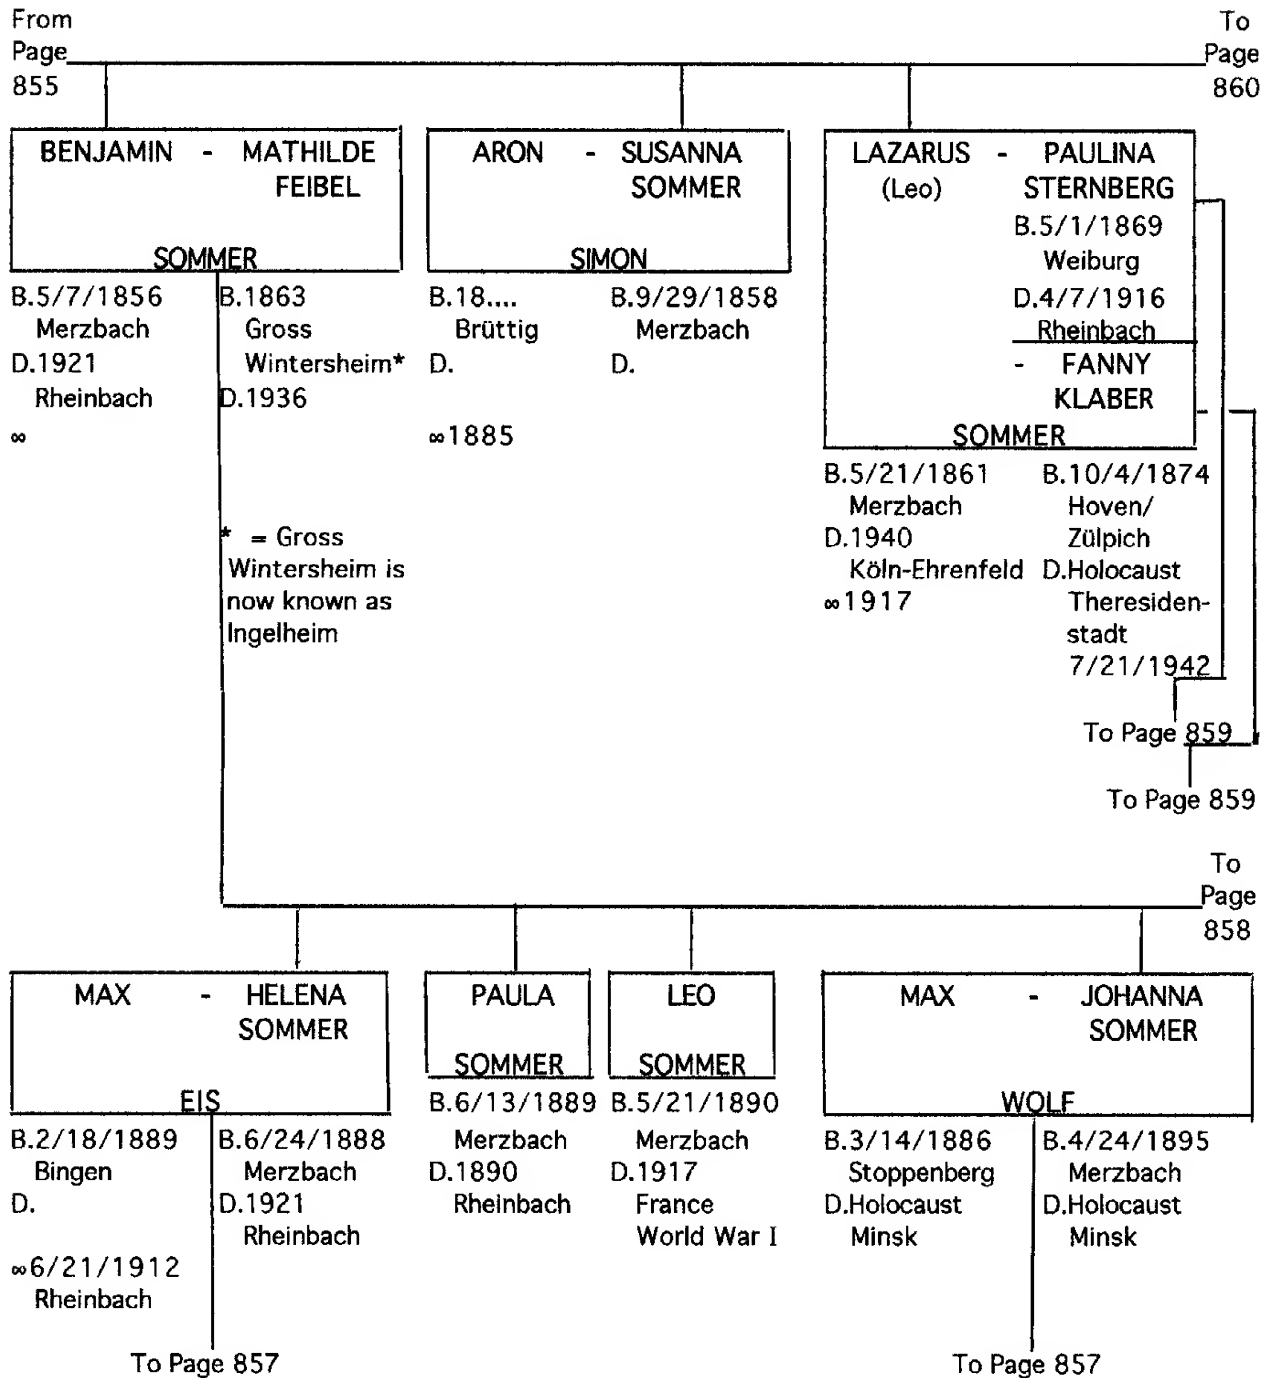 From
Page
855
To
Page
860
BENJAMIN - MATHILDE
FEIBEL
SOMMER
B.5/7/1856
Merzbach
D.1921
Rheinbach
∞
B.1863
Gross
Wintersheim*
D.1936
* = Gross
Wintersheim is
now known as
Ingelheim
ARON - SUSANNA
SOMMER
SIMON
B.18....
Brüttig
D.
∞1885
B.9/29/1858
Merzbach
D.
LAZARUS - PAULINA
(Leo) STERNBERG
B.5/1/1869
Weiburg
D.4/7/1916
Rheinbach
- FANNY
KLABER
SOMMER
B.5/21/1861
Merzbach
D.1940
Köln-Ehrenfeld
∞1917
B.10/4/1874
Hoven/
Zülpich
D.Holocaust
Theresiden-
stadt
7/21/1942
To Page 859
To Page 859
To
Page
858
MAX - HELENA
SOMMER
EIS
B.2/18/1889
Bingen
D.
∞6/21/1912
Rheinbach
B.6/24/1888
Merzbach
D.1921
Rheinbach
To Page 857
PAULA
SOMMER
B.6/13/1889
Merzbach
D.1890
Rheinbach
LEO
SOMMER
B.5/21/1890
Merzbach
D.1917
France
World War I
MAX - JOHANNA
SOMMER
WOLF
B.3/14/1886
Stoppenberg
D.Holocaust
Minsk
B.4/24/1895
Merzbach
D.Holocaust
Minsk
To Page 857